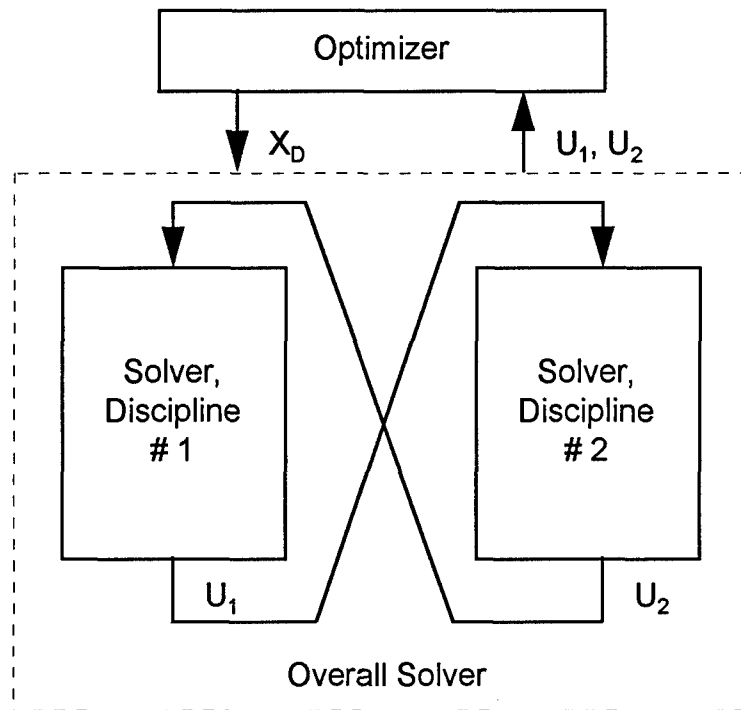 Optimizer
X_D
U_1, U_2
Solver,
Discipline
# 1
Solver,
Discipline
# 2
U_1
U_2
Overall Solver